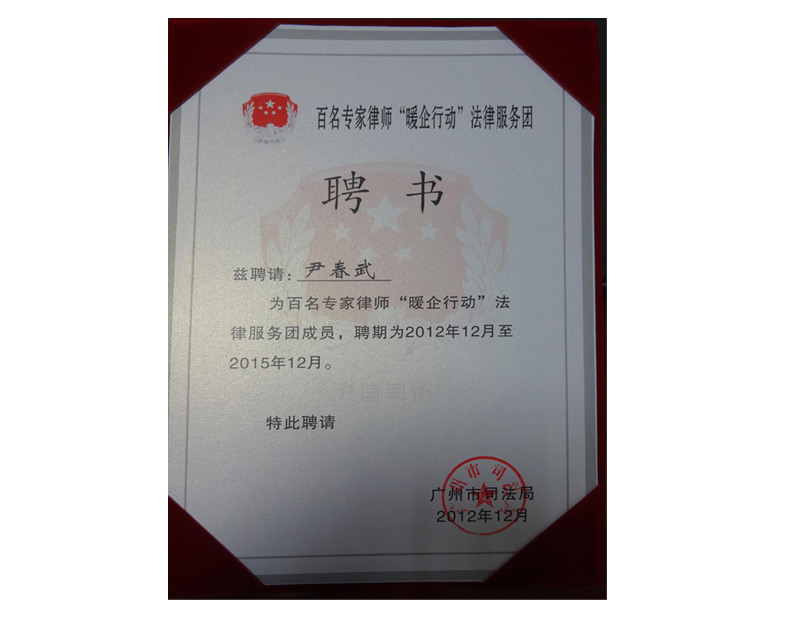 百名专家律师“暖企行动”法律服务团
聘 书
兹聘请：尹春武
为百名专家律师“暖企行动”法
律服务团成员，聘期为2012年12月至
2015年12月。
中国司法
特此聘请
广州市司法局
2012年12月